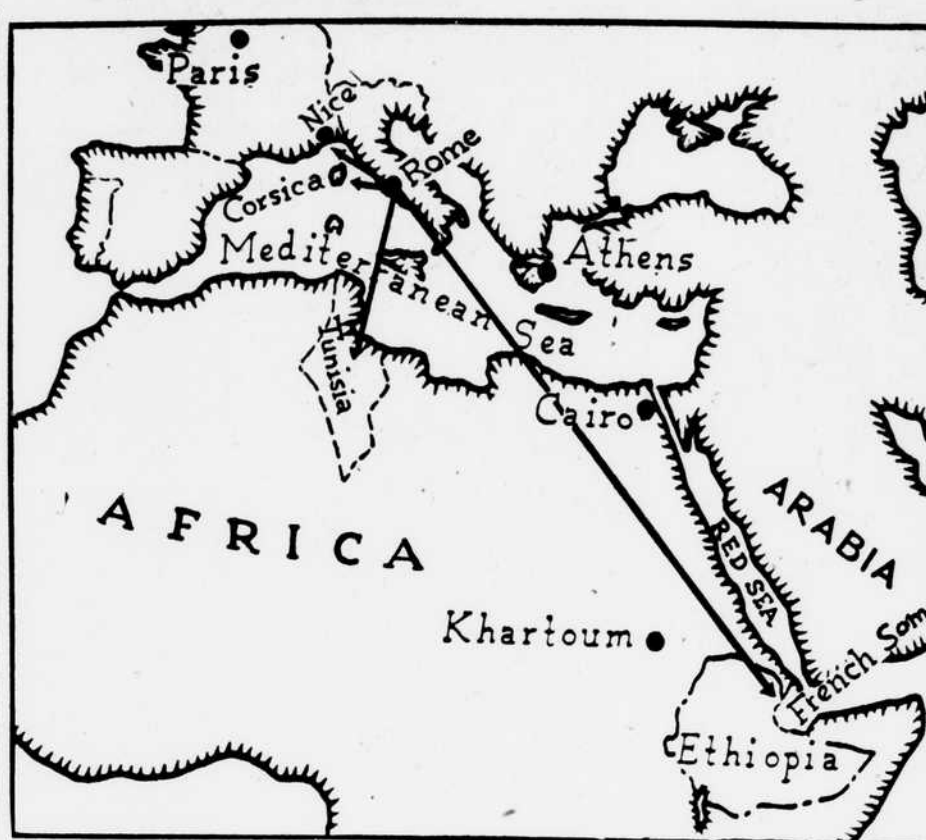 Paris
Nice
Rome
Corsica
Mediterranean Sea
Athens
Tunisia
Cairo
AFRICA
ARABIA
RED SEA
Khartoum
French Som
Ethiopia